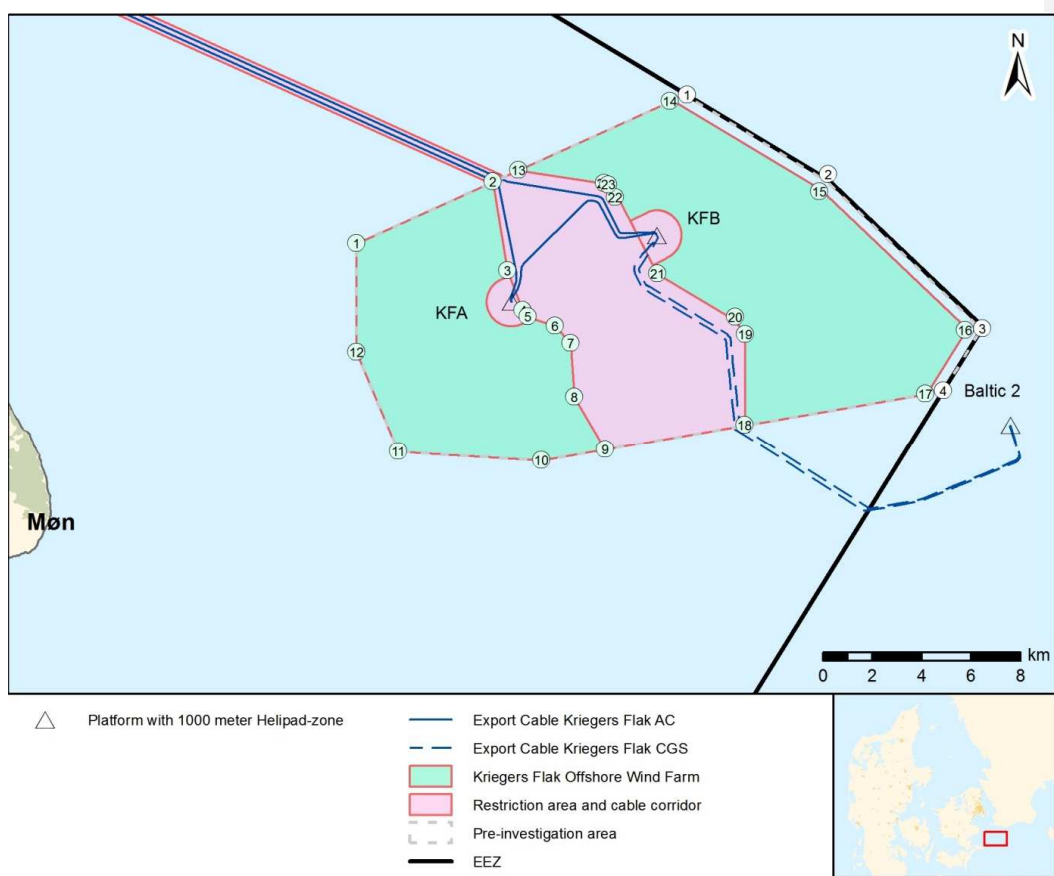 N
1
14
2
15
13
2
23
22
KFB
1
3
21
KFA
5
6
20
7
19
16
3
12
8
17
4
Baltic 2
18
11
10
9
Møn
km
0 2 4 6 8
Platform with 1000 meter Helipad-zone
Export Cable Kriegers Flak AC
Export Cable Kriegers Flak CGS
Kriegers Flak Offshore Wind Farm
Restriction area and cable corridor
Pre-investigation area
EEZ